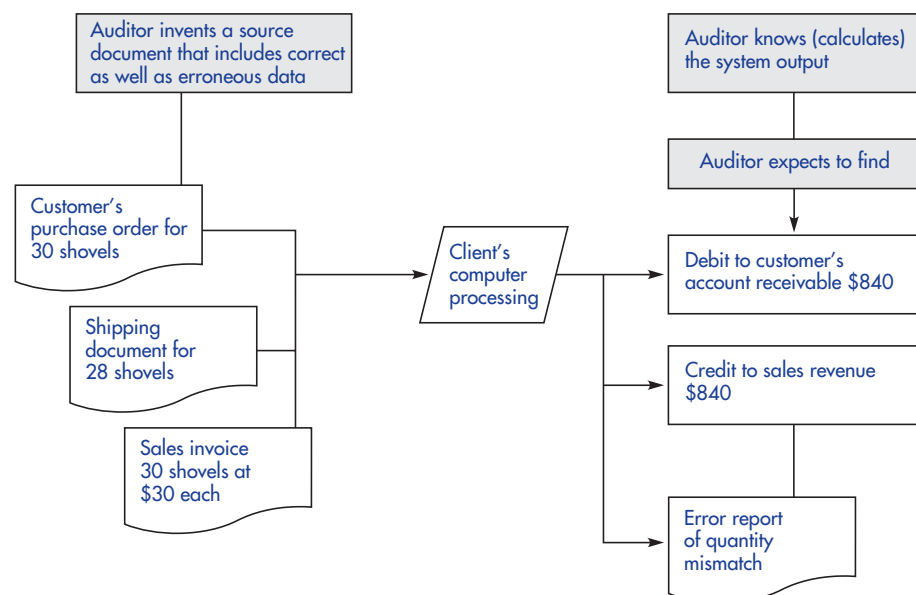 Auditor invents a source
document that includes correct
as well as erroneous data
Auditor knows (calculates)
the system output
Auditor expects to find
Customer's
purchase order for
30 shovels
Shipping
document for
28 shovels
Sales invoice
30 shovels at
$30 each
Client's
computer
processing
Debit to customer's
account receivable $840
Credit to sales revenue
$840
Error report
of quantity
mismatch